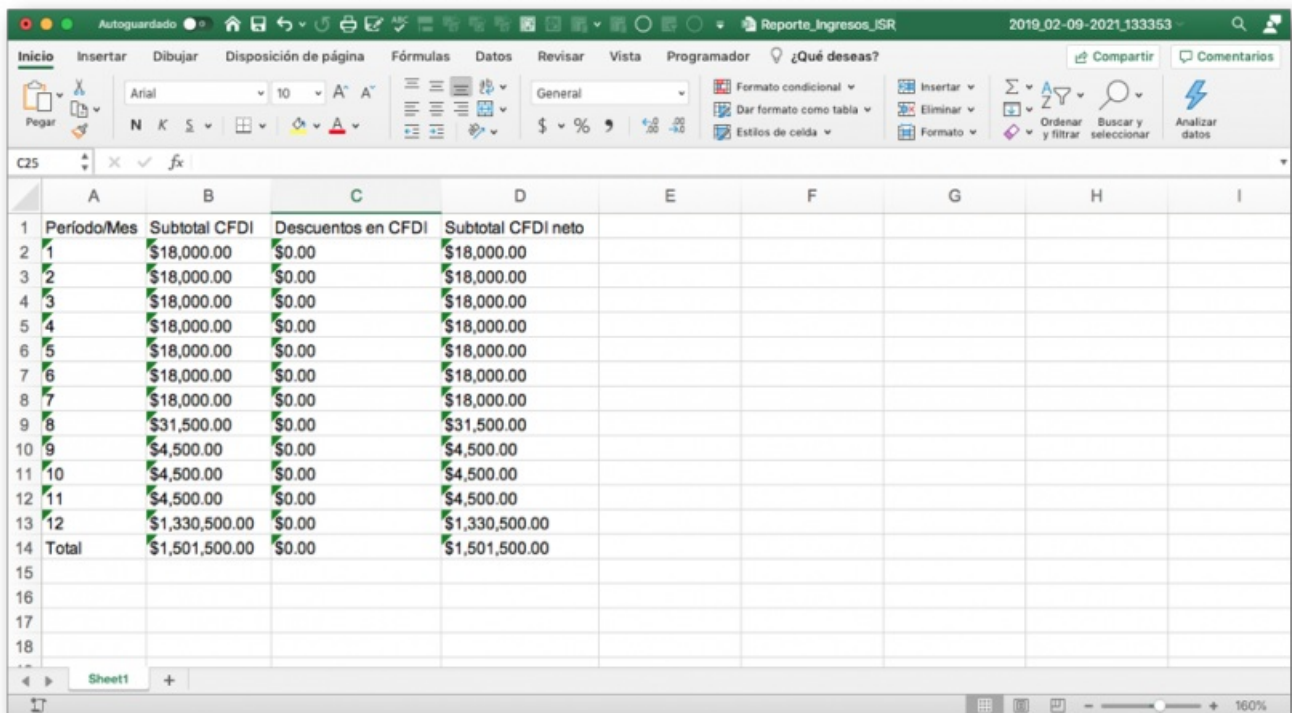 Autoguardado Reporte_Ingresos_ISR 2019_02-09-2021_133353
Inicio Insertar Dibujar Disposición de página Fórmulas Datos Revisar Vista Programador ¿Qué deseas? Compartir Comentarios
Pegar
Arial 10 A^ A˅
General
Formato condicional
Insertar
Dar formato como tabla
Eliminar
N K S A
$ % 9
Estilos de celda
Formato
Ordenar y filtrar
Buscar y seleccionar
Analizar datos
C25 fx
A B C D E F G H I
1 Período/Mes Subtotal CFDI Descuentos en CFDI Subtotal CFDI neto
2 1 $18,000.00 $0.00 $18,000.00
3 2 $18,000.00 $0.00 $18,000.00
4 3 $18,000.00 $0.00 $18,000.00
5 4 $18,000.00 $0.00 $18,000.00
6 5 $18,000.00 $0.00 $18,000.00
7 6 $18,000.00 $0.00 $18,000.00
8 7 $18,000.00 $0.00 $18,000.00
9 8 $31,500.00 $0.00 $31,500.00
10 9 $4,500.00 $0.00 $4,500.00
11 10 $4,500.00 $0.00 $4,500.00
12 11 $4,500.00 $0.00 $4,500.00
13 12 $1,330,500.00 $0.00 $1,330,500.00
14 Total $1,501,500.00 $0.00 $1,501,500.00
15
16
17
18
Sheet1 +
160%